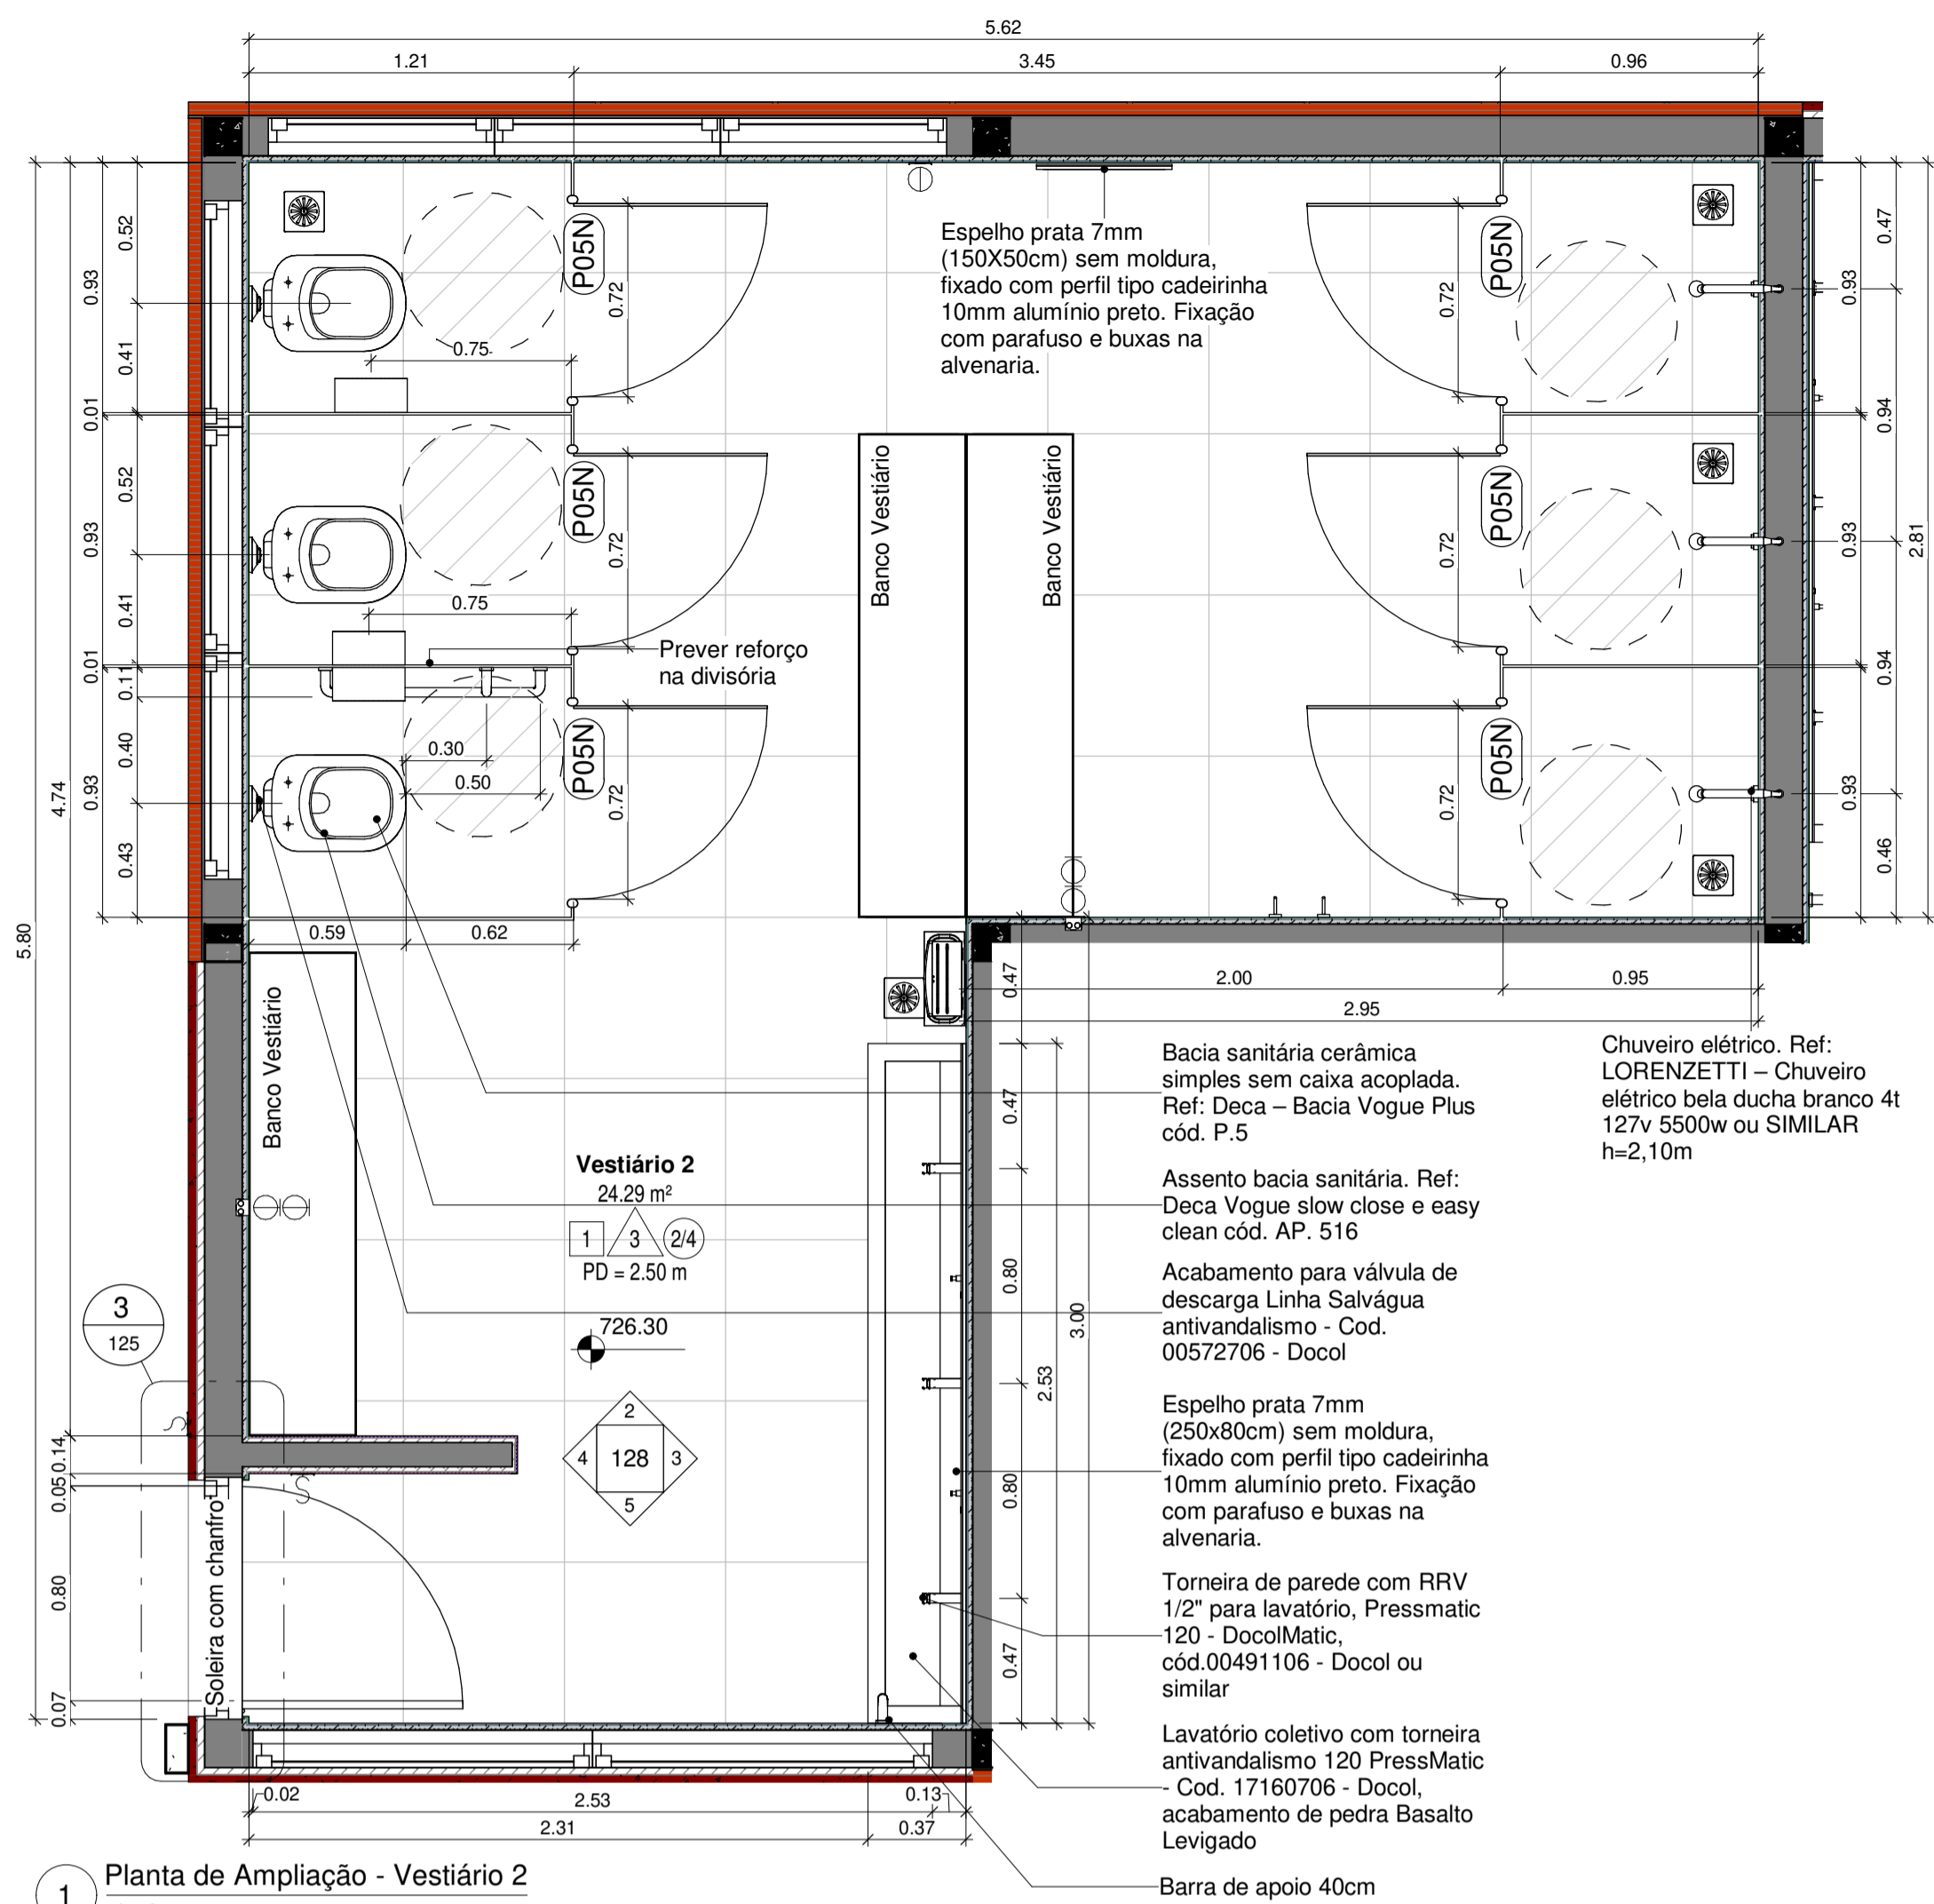 5.62
1.21
3.45
0.96
0.52
0.93
0.41
0.01
0.52
0.93
0.41
0.01
0.11
0.40
0.93
0.43
4.74
5.80
0.14
0.05
0.80
0.07
P05N
0.72
0.75
P05N
0.72
0.75
Prever reforço
na divisória
P05N
0.72
0.30
0.50
0.59
0.62
Espelho prata 7mm
(150X50cm) sem moldura,
fixado com perfil tipo cadeirinha
10mm alumínio preto. Fixação
com parafuso e buxas na
alvenaria.
Banco Vestiário
Banco Vestiário
P05N
0.72
P05N
0.72
P05N
0.72
0.47
0.93
0.94
0.93
2.81
0.94
0.93
0.46
2.00
0.95
2.95
Banco Vestiário
Vestiário 2
24.29 m²
1
3
2/4
PD = 2.50 m
726.30
2
4
128
3
5
3
125
Soleira com chanfro
0.47
0.47
0.80
0.80
0.47
2.53
3.00
Chuveiro elétrico. Ref:
LORENZETTI – Chuveiro
elétrico bela ducha branco 4t
127v 5500w ou SIMILAR
h=2,10m
Bacia sanitária cerâmica
simples sem caixa acoplada.
Ref: Deca – Bacia Vogue Plus
cód. P.5
Assento bacia sanitária. Ref:
Deca Vogue slow close e easy
clean cód. AP. 516
Acabamento para válvula de
descarga Linha Salvágua
antivandalismo - Cod.
00572706 - Docol
Espelho prata 7mm
(250x80cm) sem moldura,
fixado com perfil tipo cadeirinha
10mm alumínio preto. Fixação
com parafuso e buxas na
alvenaria.
Torneira de parede com RRV
1/2" para lavatório, Pressmatic
120 - DocolMatic,
cód.00491106 - Docol ou
similar
Lavatório coletivo com torneira
antivandalismo 120 PressMatic
- Cod. 17160706 - Docol,
acabamento de pedra Basalto
Levigado
Barra de apoio 40cm
0.02
2.53
0.13
2.31
0.37
1
Planta de Ampliação - Vestiário 2